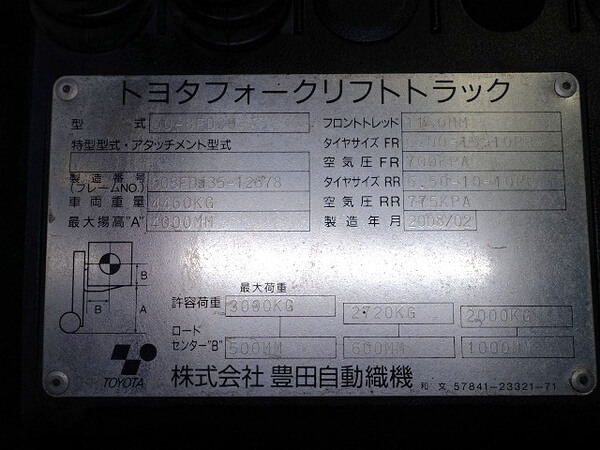 トヨタフォークリフトトラック
型 式
フロントトレッド
特型型式・アタッチメント型式
タイヤサイズ FR
空気圧 FR 700KPA
製造番号 (フレームNO.)
タイヤサイズ RR
車両重量 4460KG
空気圧 RR 775KPA
最大揚高"A" 4000MM
製造年月 2008/02
B
B
A
最大荷重
許容荷重 3000KG 2720KG 2000KG
ロード
センター"B" 500MM 600MM 1000MM
TOYOTA
株式会社 豊田自動織機
和 文 57841-23321-71